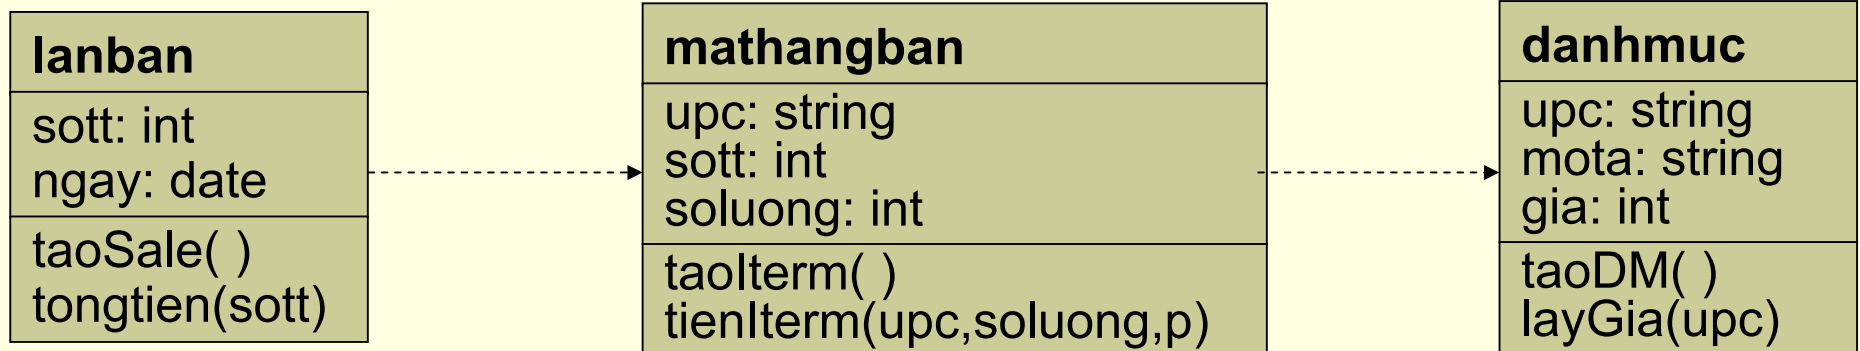 lanban
sott: int
ngay: date
taoSale( )
tongtien(sott)
mathangban
upc: string
sott: int
soluong: int
taoIterm( )
tienIterm(upc,soluong,p)
danhmuc
upc: string
mota: string
gia: int
taoDM( )
layGia(upc)